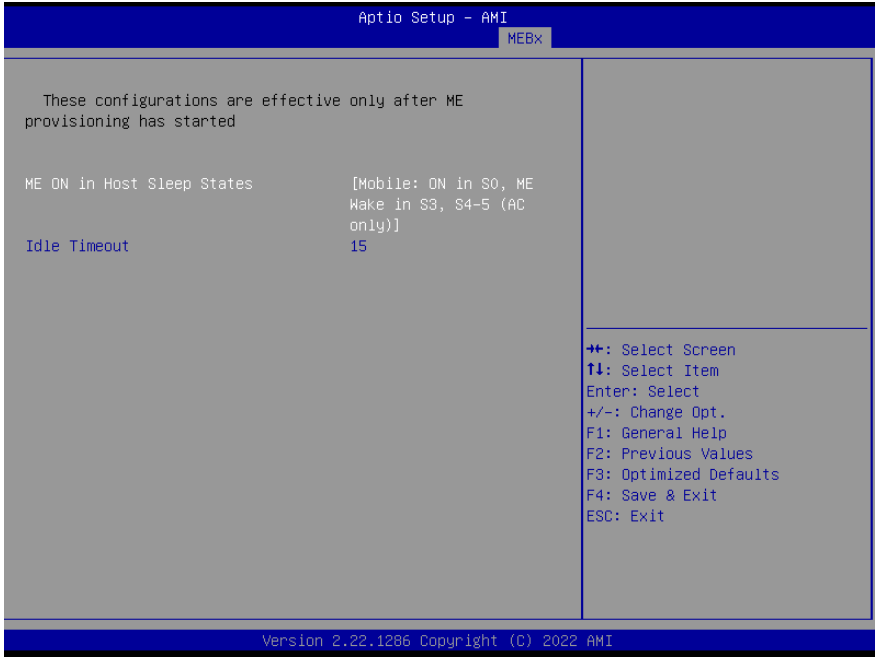 Aptio Setup – AMI
MEBx
These configurations are effective only after ME
provisioning has started
ME ON in Host Sleep States [Mobile: ON in S0, ME
Wake in S3, S4-5 (AC
only)]
Idle Timeout 15
→←: Select Screen
↑↓: Select Item
Enter: Select
+/-: Change Opt.
F1: General Help
F2: Previous Values
F3: Optimized Defaults
F4: Save & Exit
ESC: Exit
Version 2.22.1286 Copyright (C) 2022 AMI